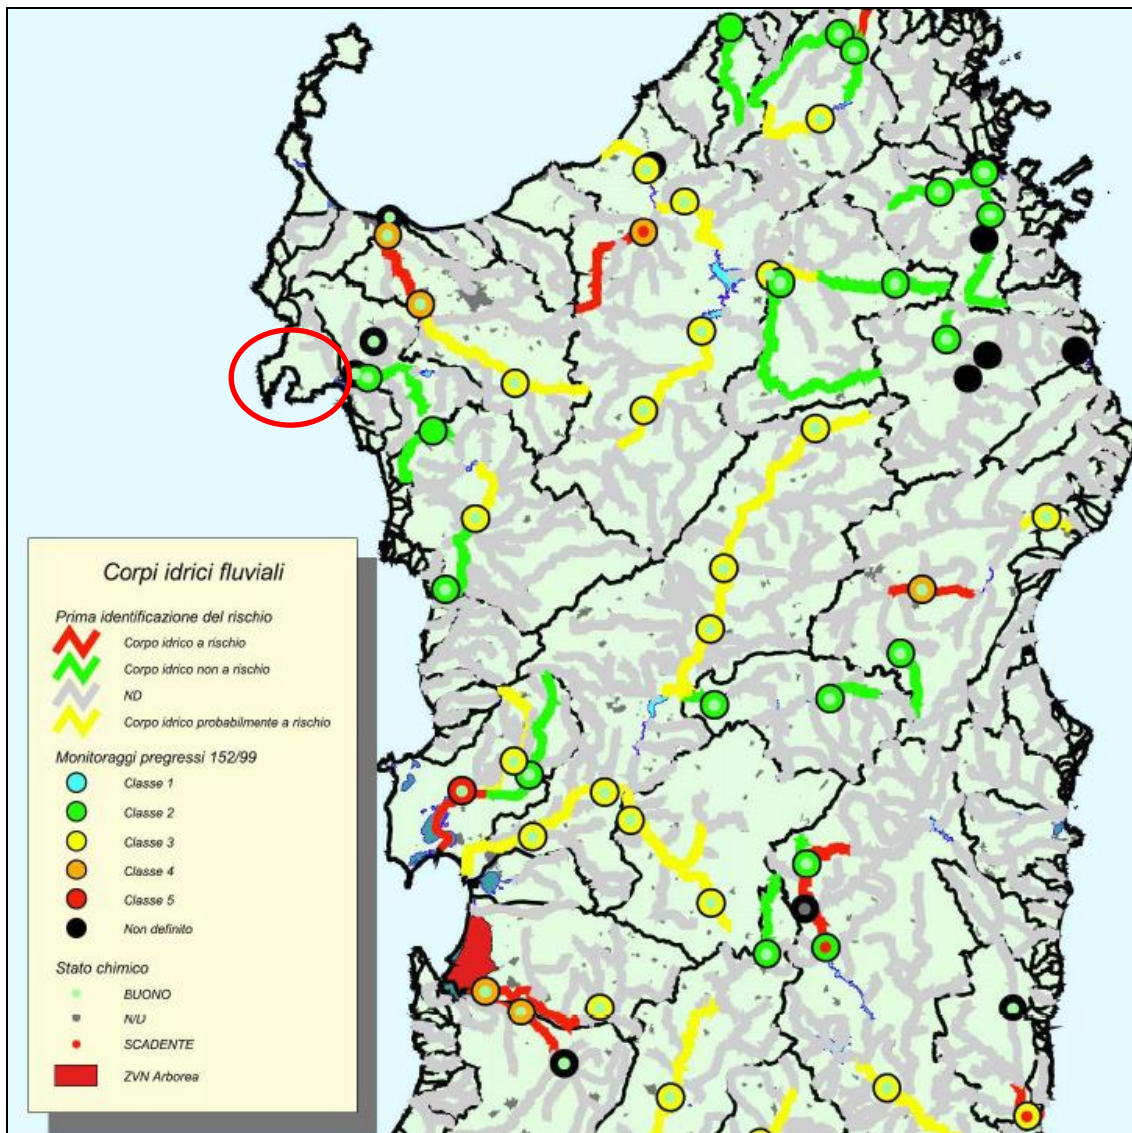 Corpi idrici fluviali
Prima identificazione del rischio
Corpo idrico a rischio
Corpo idrico non a rischio
ND
Corpo idrico probabilmente a rischio
Monitoraggi pregressi 152/99
Classe 1
Classe 2
Classe 3
Classe 4
Classe 5
Non definito
Stato chimico
BUONO
N/D
SCADENTE
ZVN Arborea